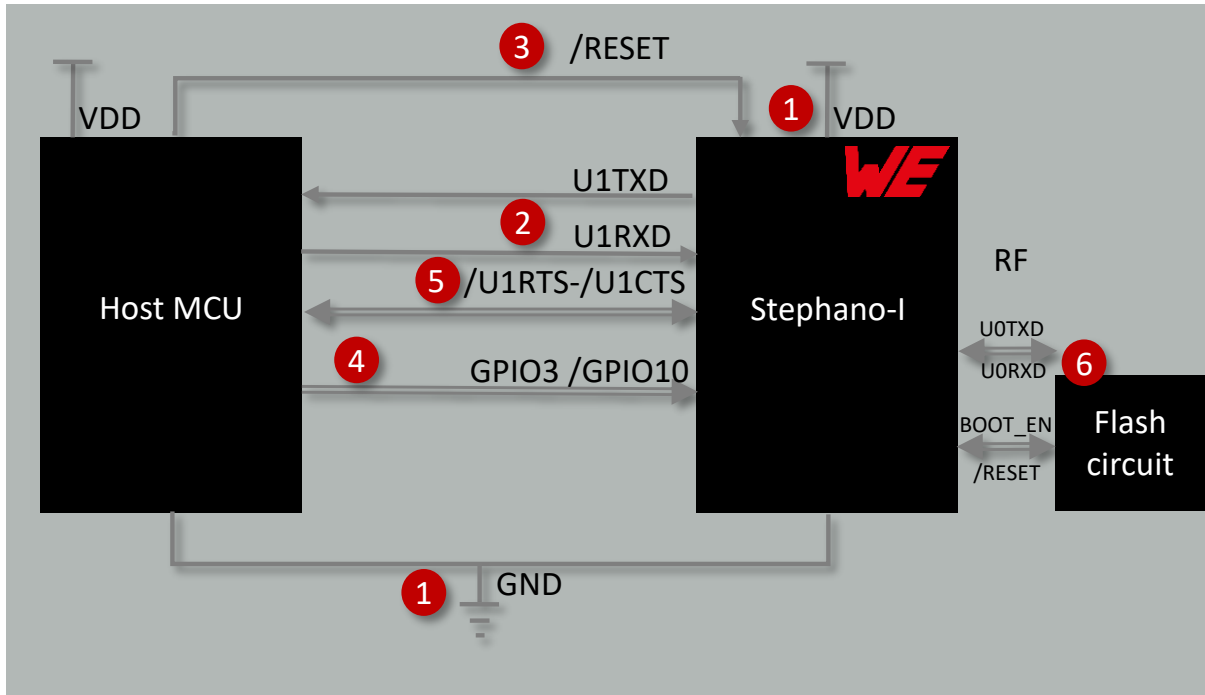 3 /RESET
VDD
1
VDD
WE
U1TXD
2
U1RXD
5 /U1RTS-/U1CTS
RF
Host MCU
Stephano-I
U0TXD
4
GPIO3 /GPIO10
U0RXD
6
BOOT_EN
Flash
circuit
/RESET
1
GND